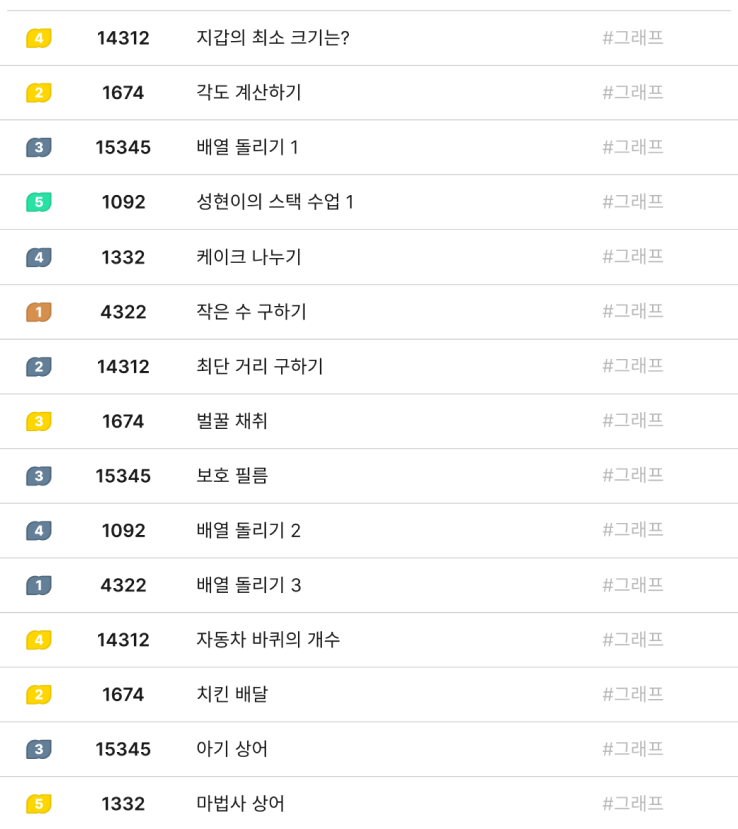 4 14312 지갑의 최소 크기는? #그래프
2 1674 각도 계산하기 #그래프
3 15345 배열 돌리기 1 #그래프
5 1092 성현이의 스택 수업 1 #그래프
4 1332 케이크 나누기 #그래프
1 4322 작은 수 구하기 #그래프
2 14312 최단 거리 구하기 #그래프
3 1674 벌꿀 채취 #그래프
3 15345 보호 필름 #그래프
4 1092 배열 돌리기 2 #그래프
1 4322 배열 돌리기 3 #그래프
4 14312 자동차 바퀴의 개수 #그래프
2 1674 치킨 배달 #그래프
3 15345 아기 상어 #그래프
5 1332 마법사 상어 #그래프